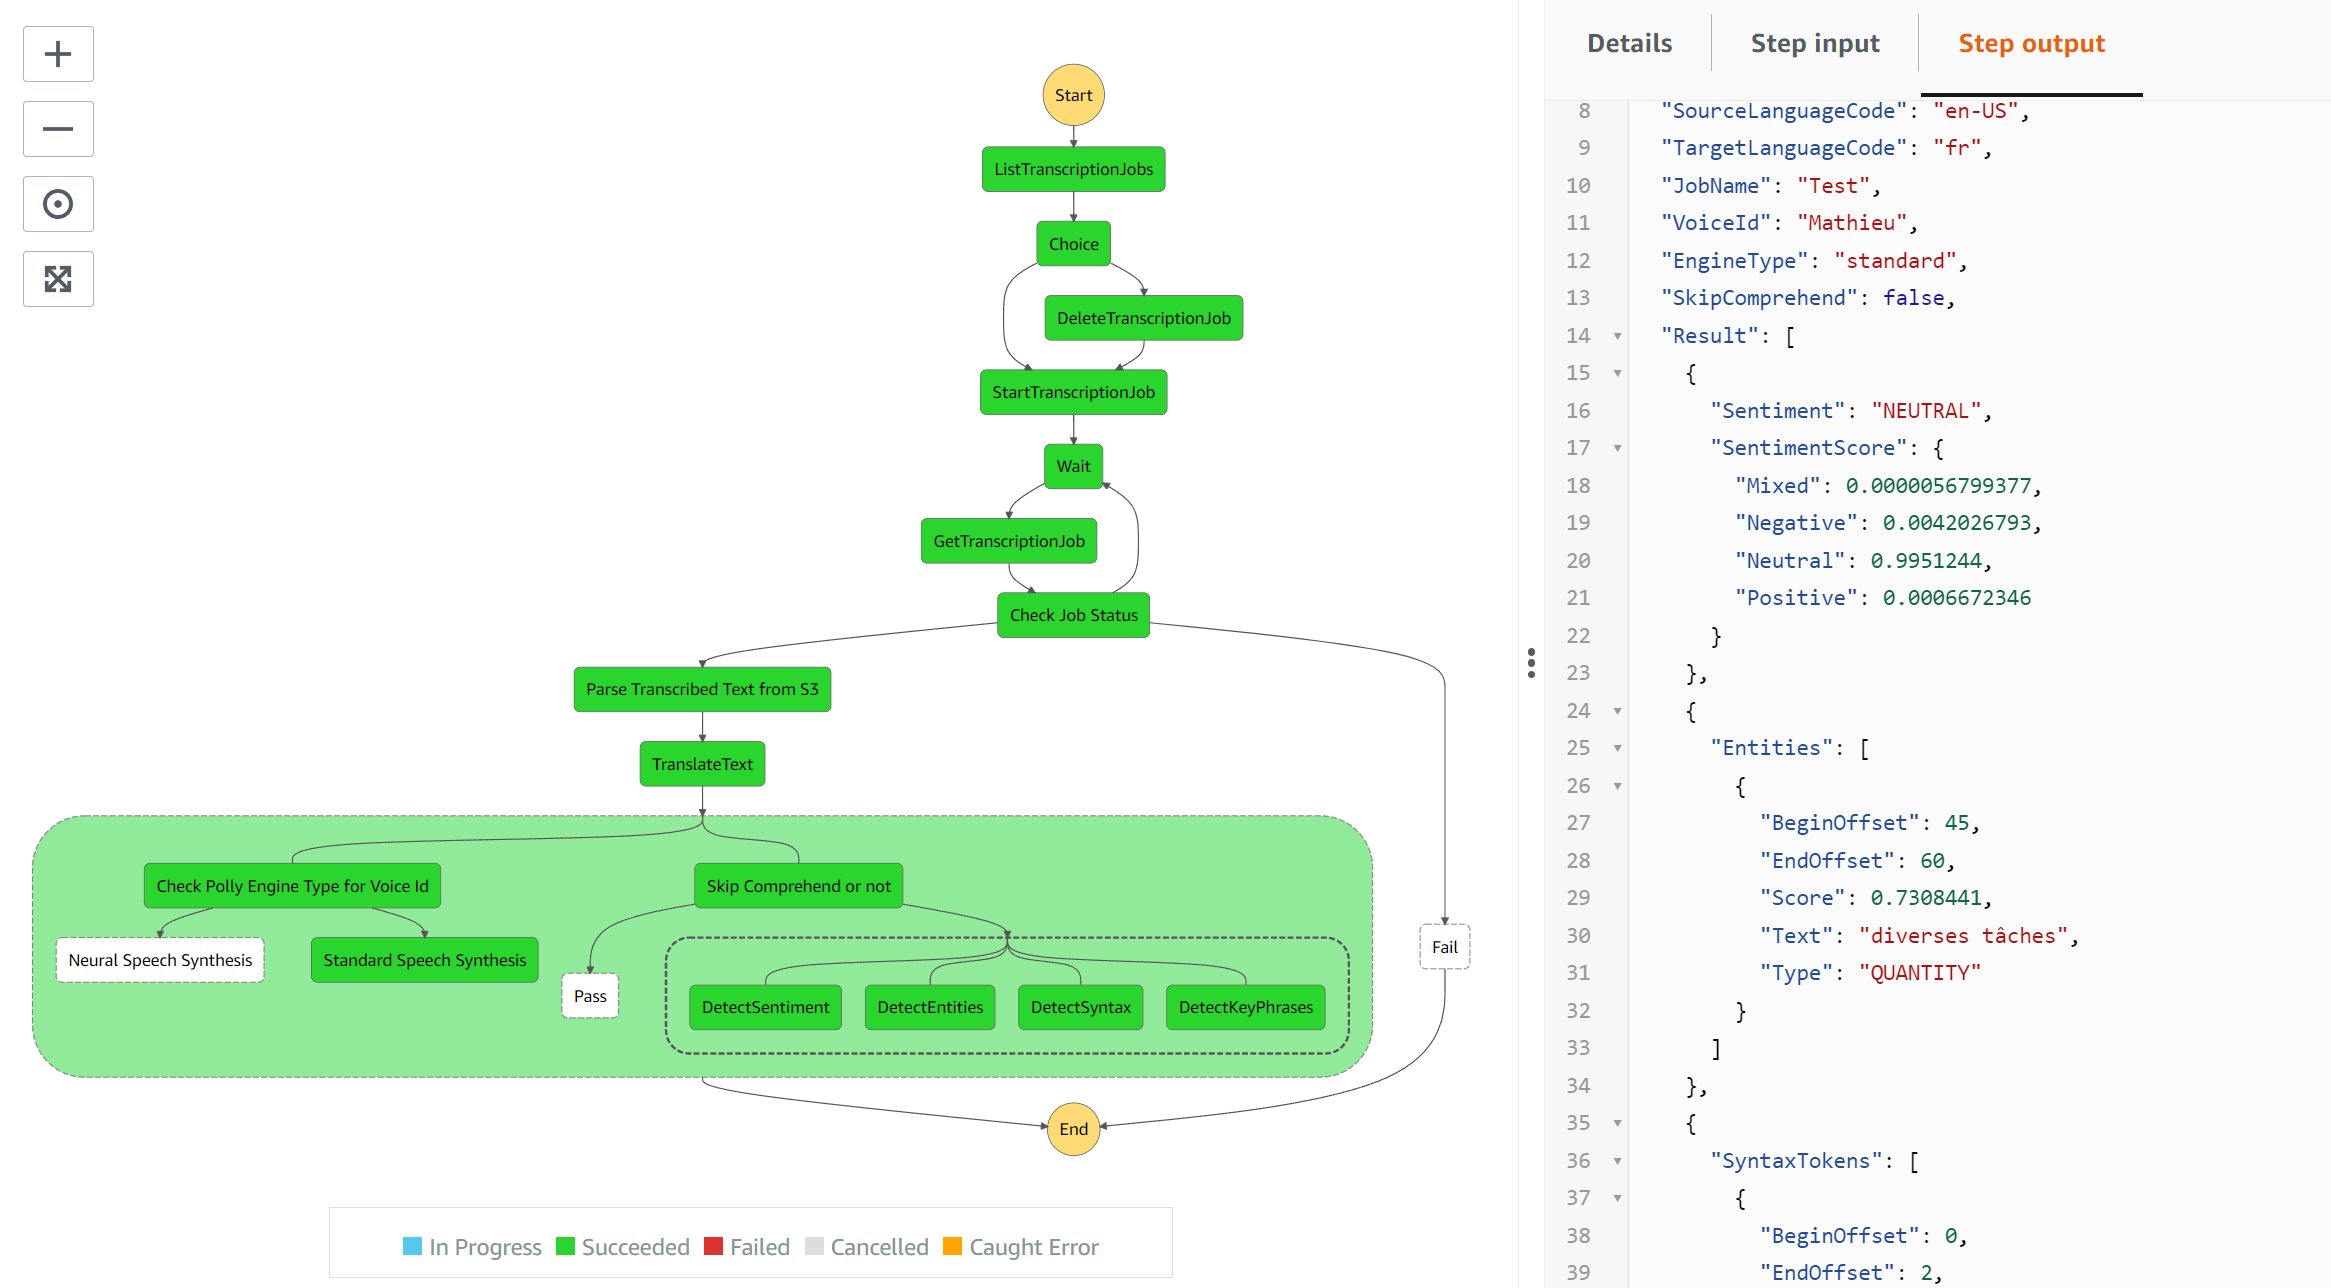 Start
ListTranscriptionJobs
Choice
DeleteTranscriptionJob
StartTranscriptionJob
Wait
GetTranscriptionJob
Check Job Status
Parse Transcribed Text from S3
TranslateText
Check Polly Engine Type for Voice Id
Skip Comprehend or not
Neural Speech Synthesis
Standard Speech Synthesis
Pass
DetectSentiment
DetectEntities
DetectSyntax
DetectKeyPhrases
Fail
End
In Progress
Succeeded
Failed
Cancelled
Caught Error
Details
Step input
Step output
8 "SourceLanguageCode": "en-US",
9 "TargetLanguageCode": "fr",
10 "JobName": "Test",
11 "VoiceId": "Mathieu",
12 "EngineType": "standard",
13 "SkipComprehend": false,
14 "Result": [
15 {
16 "Sentiment": "NEUTRAL",
17 "SentimentScore": {
18 "Mixed": 0.0000056799377,
19 "Negative": 0.0042026793,
20 "Neutral": 0.9951244,
21 "Positive": 0.0006672346
22 }
23 },
24 {
25 "Entities": [
26 {
27 "BeginOffset": 45,
28 "EndOffset": 60,
29 "Score": 0.7308441,
30 "Text": "diverses tâches",
31 "Type": "QUANTITY"
32 }
33 ]
34 },
35 {
36 "SyntaxTokens": [
37 {
38 "BeginOffset": 0,
39 "EndOffset": 2,